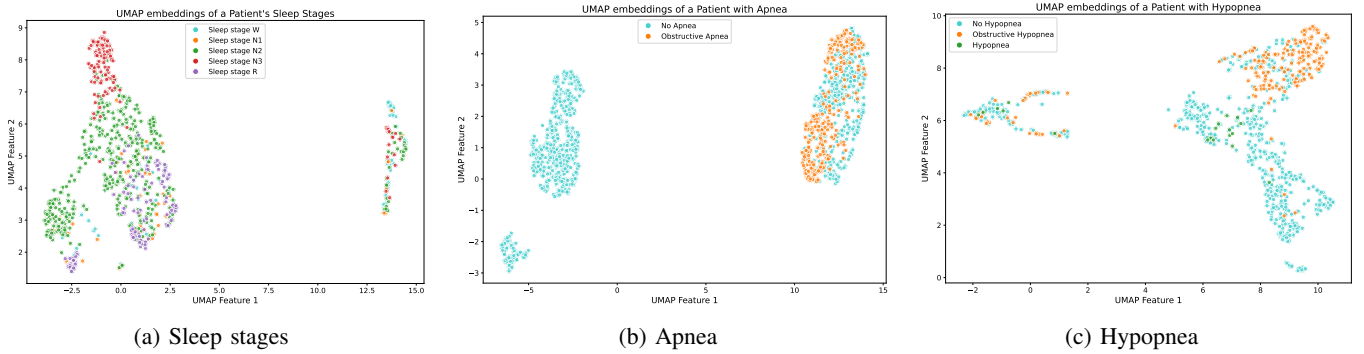 UMAP embeddings of a Patient's Sleep Stages
Sleep stage W
Sleep stage N1
Sleep stage N2
Sleep stage N3
Sleep stage R
9
8
7
6
5
4
3
2
UMAP Feature 2
−2.5
0.0
2.5
5.0
7.5
10.0
12.5
15.0
UMAP Feature 1
(a) Sleep stages
UMAP embeddings of a Patient with Apnea
No Apnea
Obstructive Apnea
5
4
3
2
1
0
−1
−2
−3
UMAP Feature 2
−5
0
5
10
15
UMAP Feature 1
(b) Apnea
UMAP embeddings of a Patient with Hypopnea
No Hypopnea
Obstructive Hypopnea
Hypopnea
10
8
6
4
2
0
UMAP Feature 2
−2
0
2
4
6
8
10
UMAP Feature 1
(c) Hypopnea